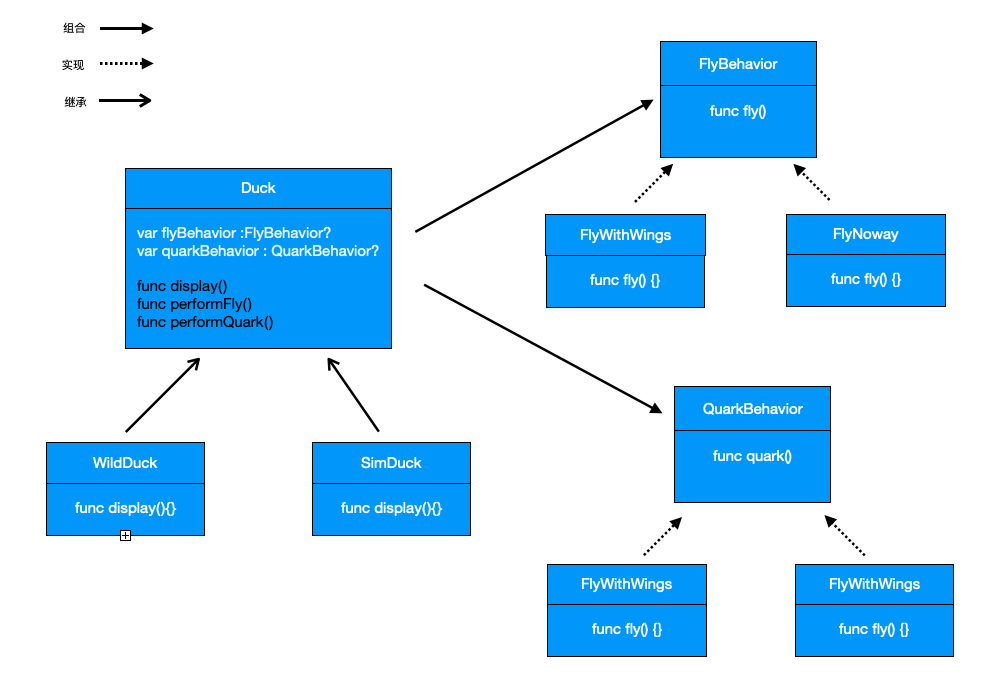 组合
实现
继承
FlyBehavior
func fly()
Duck
var flyBehavior :FlyBehavior?
var quarkBehavior : QuarkBehavior?
func display()
func performFly()
func performQuark()
FlyWithWings
func fly() {}
FlyNoway
func fly() {}
WildDuck
func display(){}
SimDuck
func display(){}
QuarkBehavior
func quark()
FlyWithWings
func fly() {}
FlyWithWings
func fly() {}